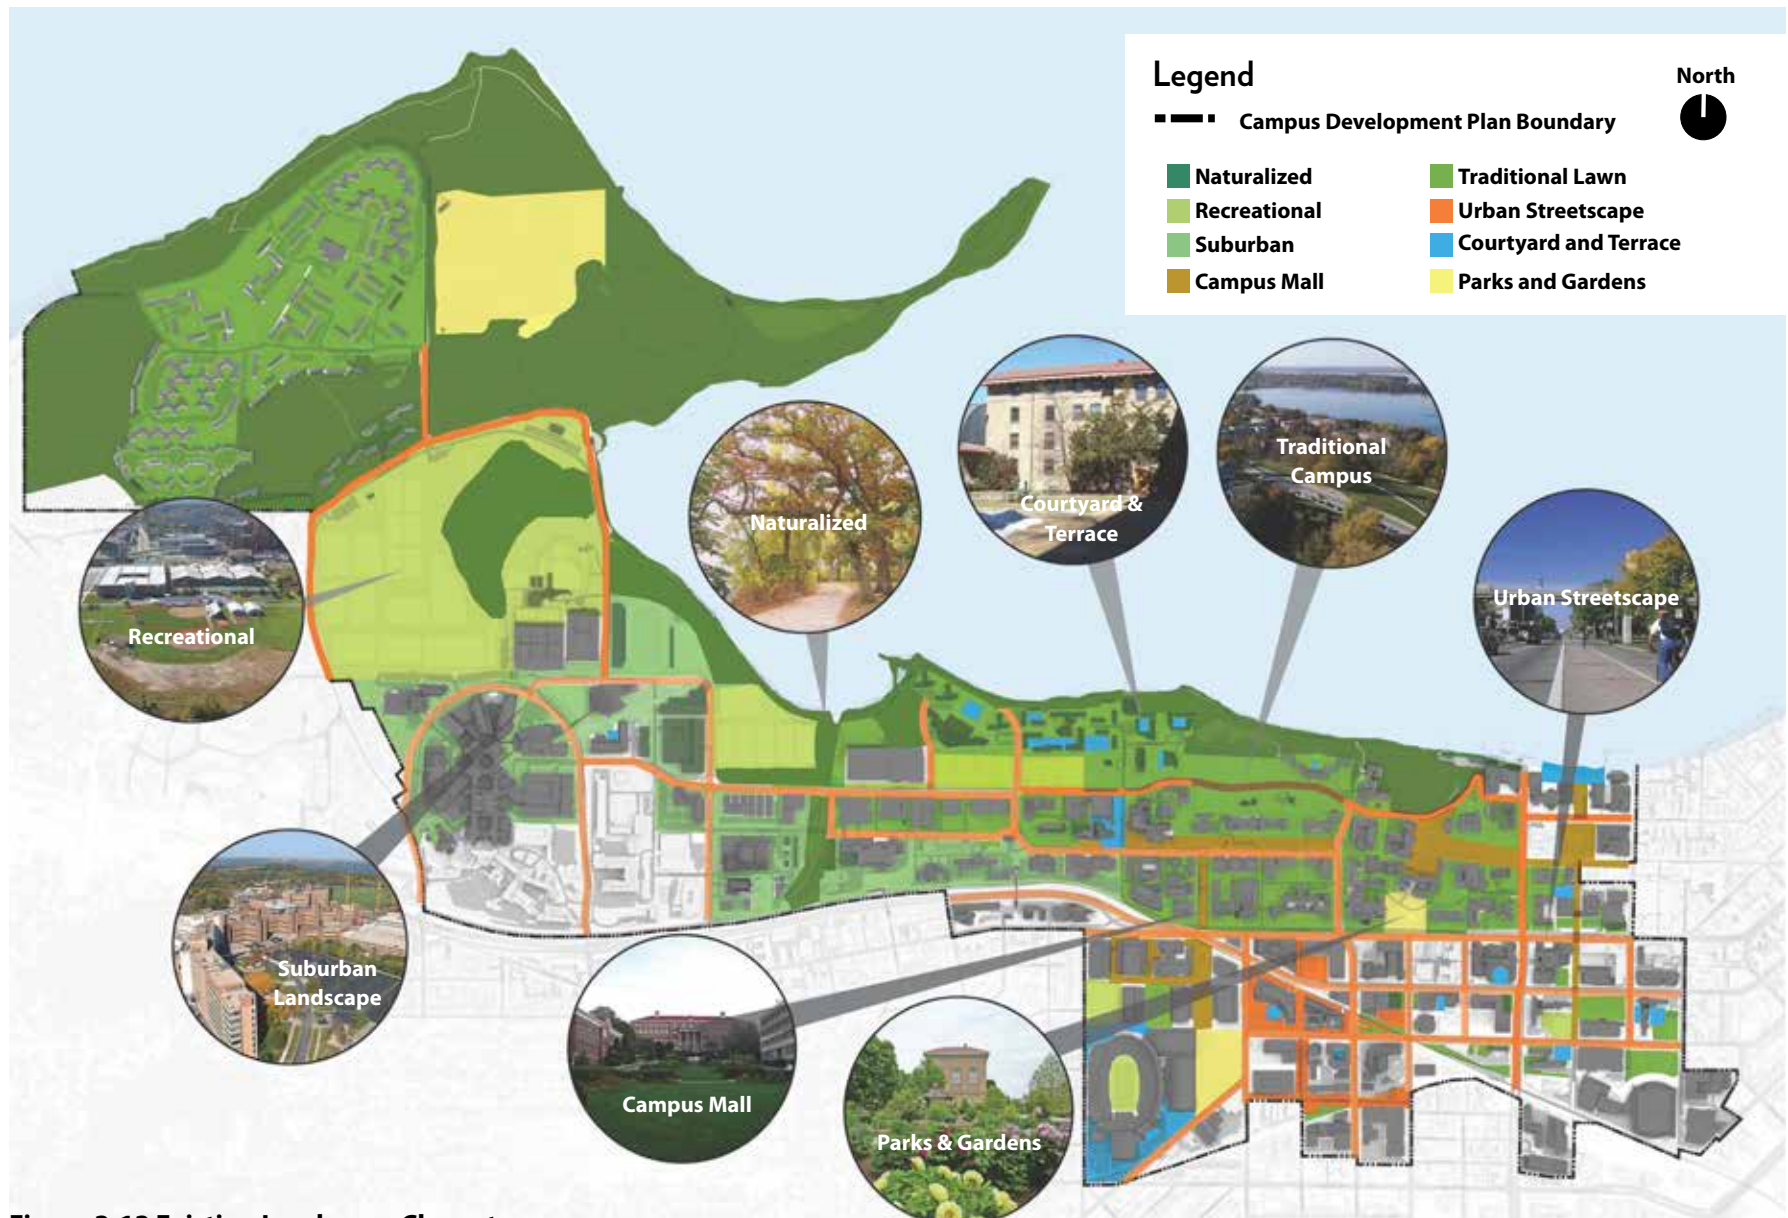 Legend
North
Campus Development Plan Boundary
Naturalized
Traditional Lawn
Recreational
Urban Streetscape
Suburban
Courtyard and Terrace
Campus Mall
Parks and Gardens
Traditional
Campus
Courtyard &
Terrace
Naturalized
Urban Streetscape
Recreational
Suburban
Landscape
Campus Mall
Parks & Gardens